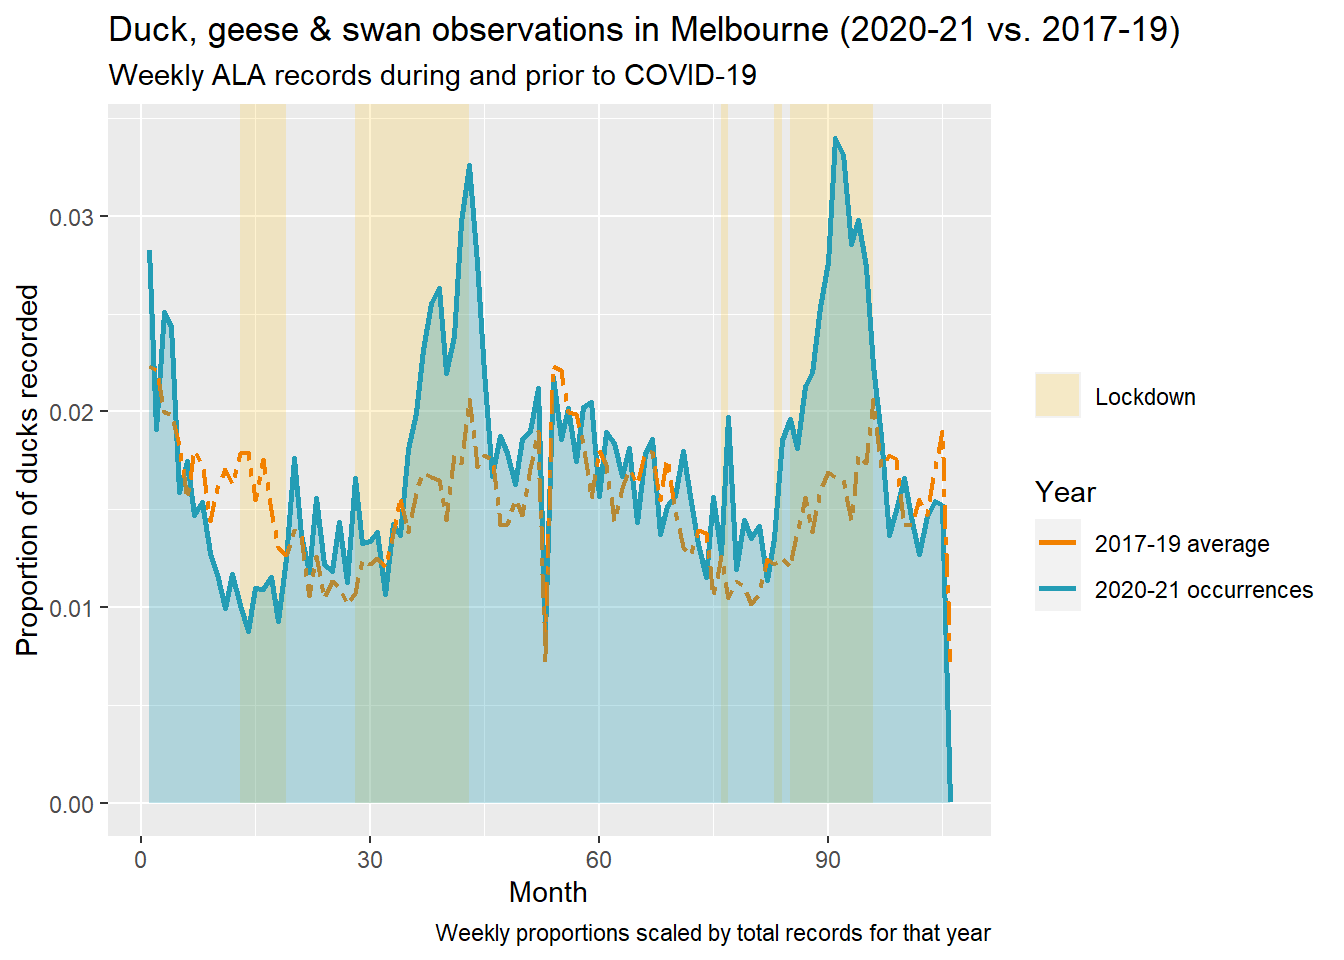 Duck, geese & swan observations in Melbourne (2020-21 vs. 2017-19)
Weekly ALA records during and prior to COVID-19
Proportion of ducks recorded
0.03
0.02
0.01
0.00
0
30
60
90
Month
Weekly proportions scaled by total records for that year
Lockdown
Year
2017-19 average
2020-21 occurrences